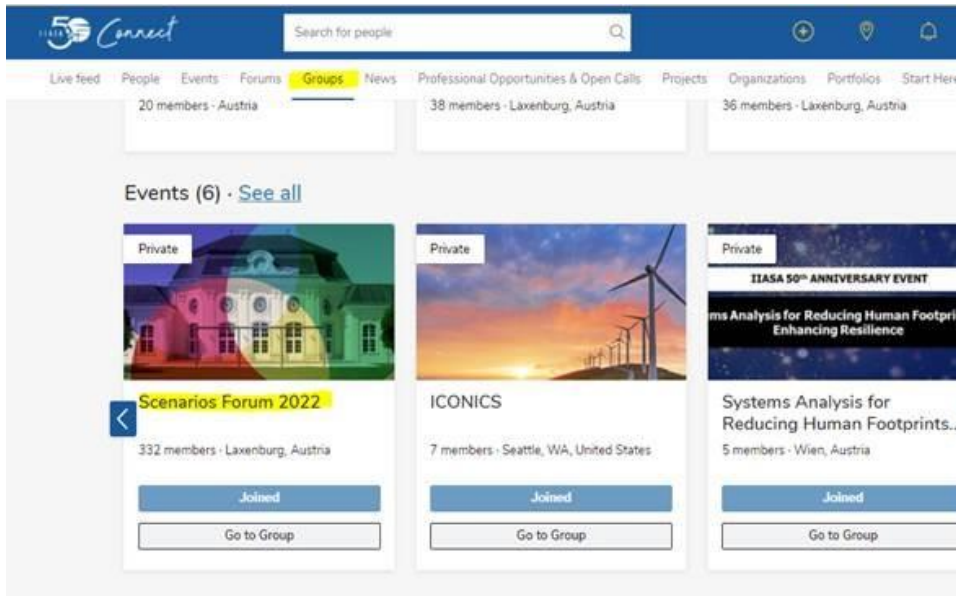 IIASA 50 Connect
Search for people
Live feed People Events Forums Groups News Professional Opportunities & Open Calls Projects Organizations Portfolios Start Here
20 members · Austria
38 members · Laxenburg, Austria
36 members · Laxenburg, Austria
Events (6) · See all
Private
Private
Private
IIASA 50th ANNIVERSARY EVENT
ms Analysis for Reducing Human Footpri
Enhancing Resilience
Scenarios Forum 2022
ICONICS
Systems Analysis for
Reducing Human Footprints...
332 members · Laxenburg, Austria
7 members · Seattle, WA, United States
5 members · Wien, Austria
Joined
Joined
Joined
Go to Group
Go to Group
Go to Group